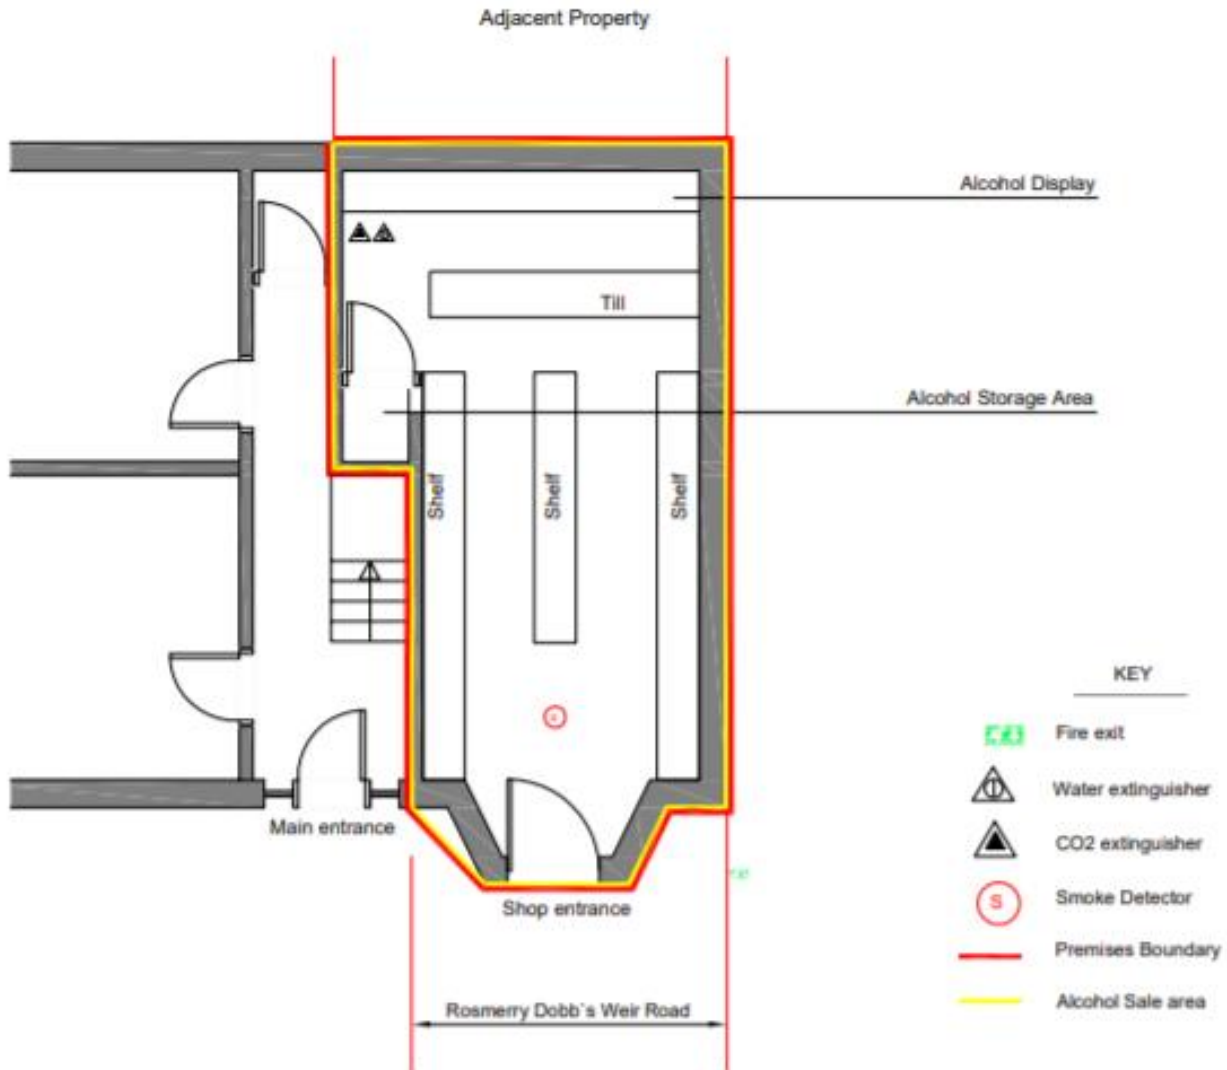 Adjacent Property
Alcohol Display
Till
Alcohol Storage Area
Shelf
Shelf
Shelf
KEY
Fire exit
Water extinguisher
CO2 extinguisher
S Smoke Detector
Premises Boundary
Alcohol Sale area
Main entrance
Shop entrance
Rosmerry Dobb`s Weir Road